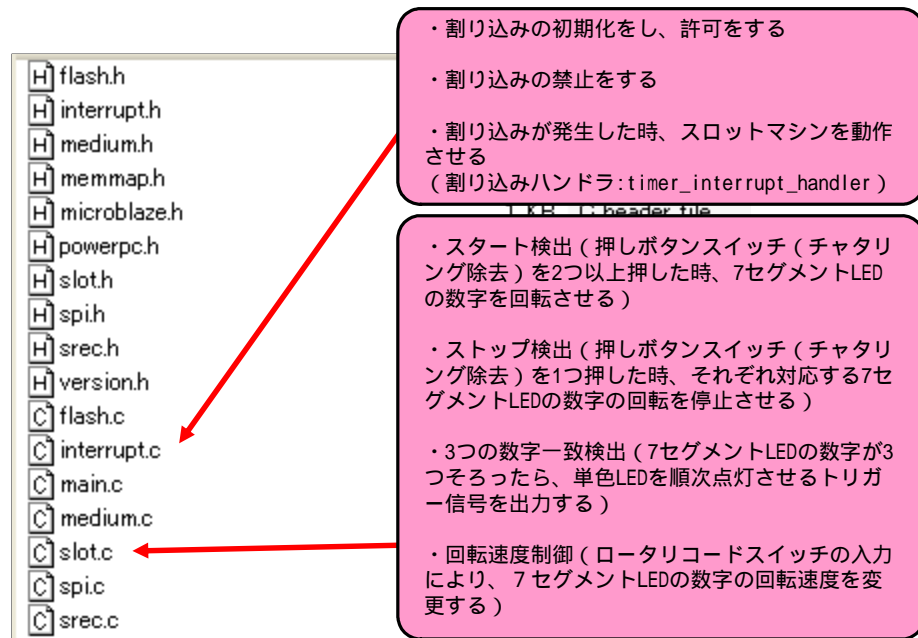 flash.h
interrupt.h
medium.h
memmap.h
microblaze.h
powerpc.h
slot.h
spi.h
srec.h
version.h
flash.c
interrupt.c
main.c
medium.c
slot.c
spi.c
srec.c
・割り込みの初期化をし、許可をする
・割り込みの禁止をする
・割り込みが発生した時、スロットマシンを動作
させる
(割り込みハンドラ:timer_interrupt_handler)
1 KB C header file
・スタート検出(押しボタンスイッチ(チャタリ
ング除去)を2つ以上押した時、7セグメントLED
の数字を回転させる)
・ストップ検出(押しボタンスイッチ(チャタリ
ング除去)を1つ押した時、それぞれ対応する7セ
グメントLEDの数字の回転を停止させる)
・3つの数字一致検出(7セグメントLEDの数字が3
つそろったら、単色LEDを順次点灯させるトリガ
ー信号を出力する)
・回転速度制御(ロータリコードスイッチの入力
により、７セグメントLEDの数字の回転速度を変
更する)